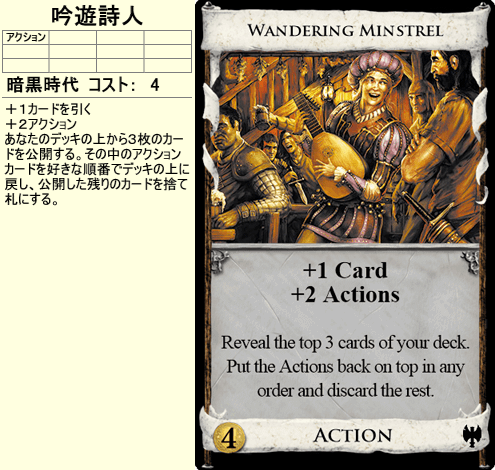 吟遊詩人
アクション
暗黒時代 コスト： 4
＋１カードを引く
＋２アクション
あなたのデッキの上から３枚のカー
ドを公開する。その中のアクション
カードを好きな順番でデッキの上に
戻し、公開した残りのカードを捨て
札にする。
WANDERING MINSTREL
+1 Card
+2 Actions
Reveal the top 3 cards of your deck.
Put the Actions back on top in any
order and discard the rest.
4
ACTION